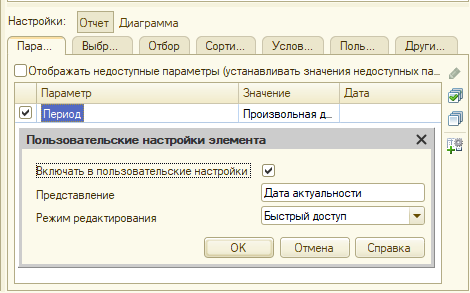 Настройки: Отчет Диаграмма
Пара... Выбр... Отбор Сорти... Услов... Поль... Други...
Отображать недоступные параметры (устанавливать значения недоступных па...
Параметр Значение Дата
Период Произвольная д...
Пользовательские настройки элемента
Включать в пользовательские настройки
Представление Дата актуальности
Режим редактирования Быстрый доступ
OK Отмена Справка